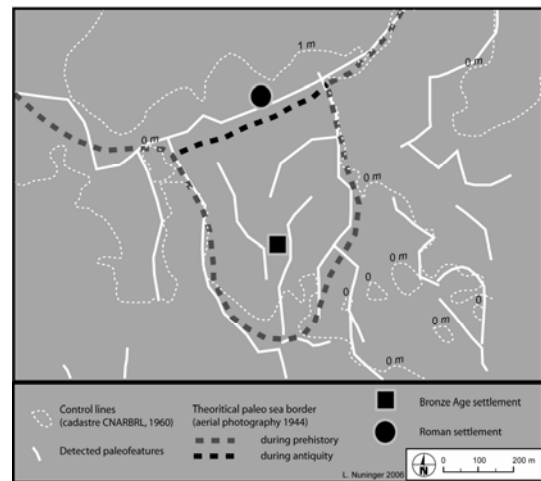 1 m
0 m
0 m
0 m
0
0
0
0 m
0 m
0 m
Control lines
(cadastre CNARBRL, 1960)
Detected paleofeatures
Theoritical paleo sea border
(aerial photography 1944)
during prehistory
during antiquity
Bronze Age settlement
Roman settlement
L. Nuninger 2006
N
0 100 200 m